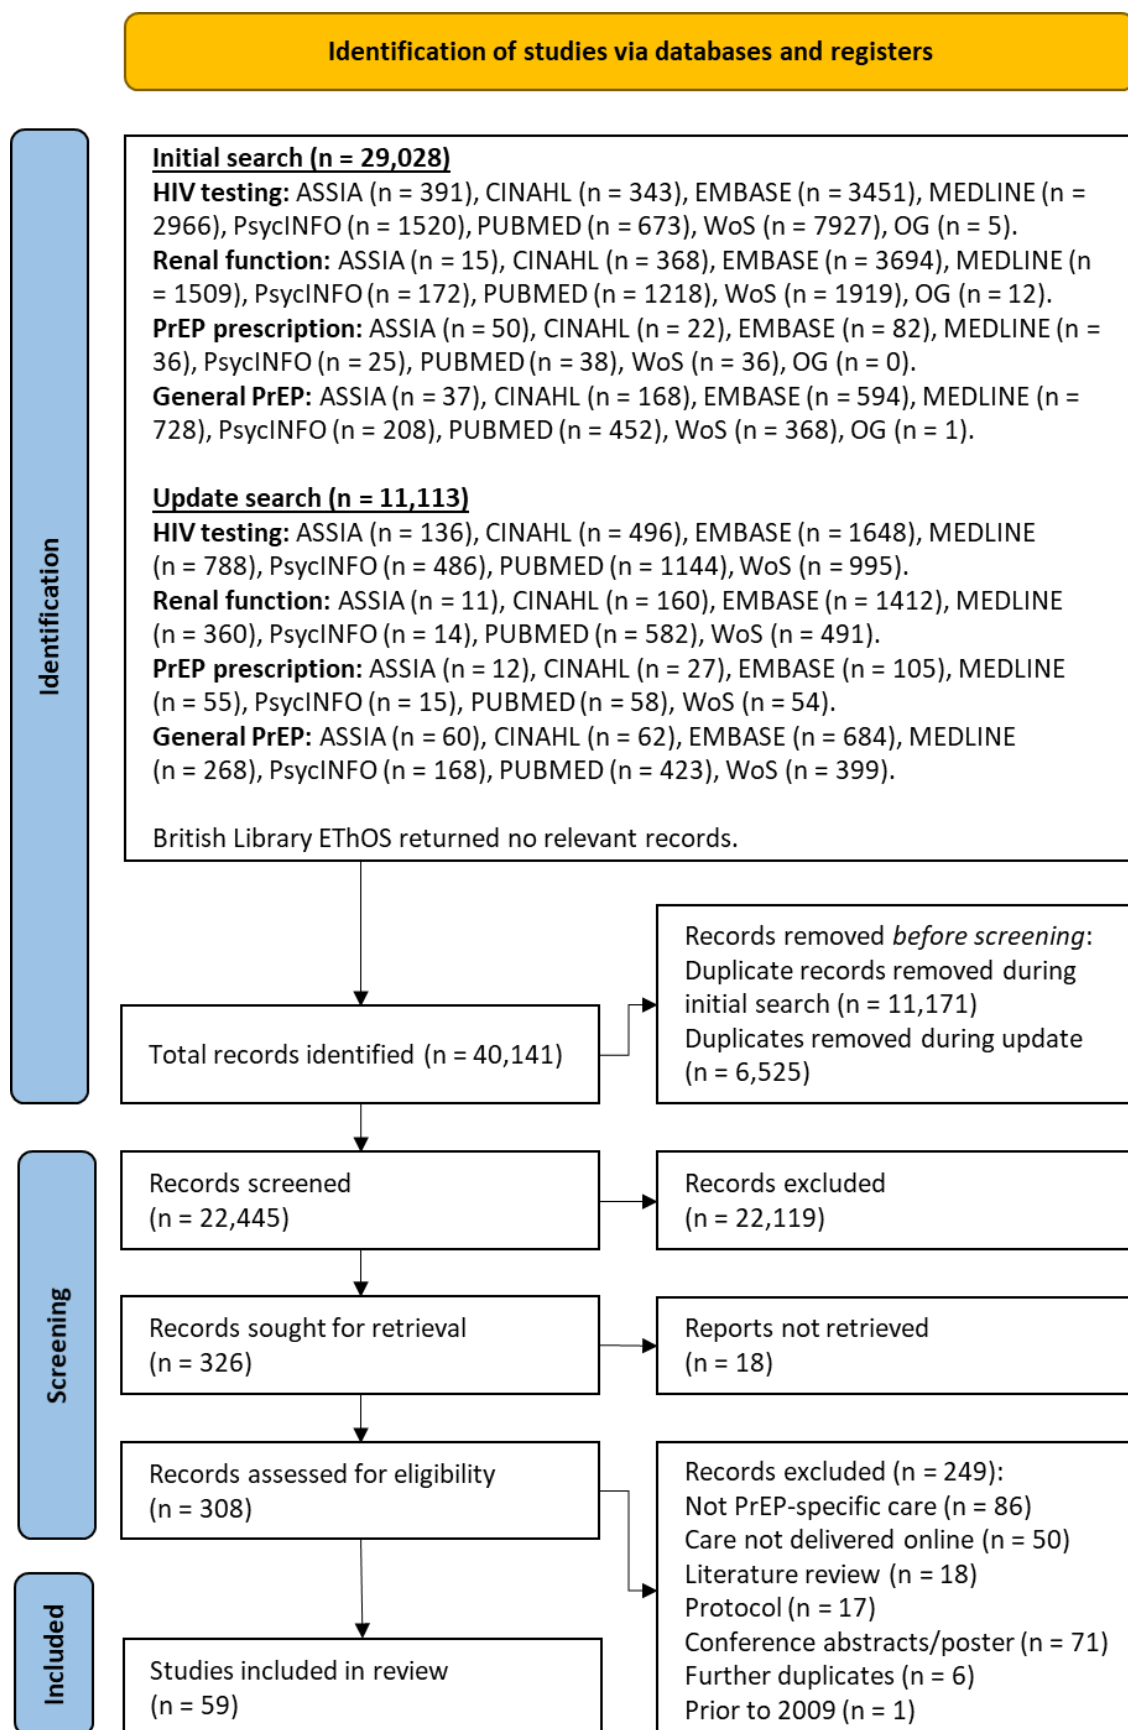 Identification of studies via databases and registers
Identification
Initial search (n = 29,028)
HIV testing: ASSIA (n = 391), CINAHL (n = 343), EMBASE (n = 3451), MEDLINE (n =
2966), PsycINFO (n = 1520), PUBMED (n = 673), WoS (n = 7927), OG (n = 5).
Renal function: ASSIA (n = 15), CINAHL (n = 368), EMBASE (n = 3694), MEDLINE (n
= 1509), PsycINFO (n = 172), PUBMED (n = 1218), WoS (n = 1919), OG (n = 12).
PrEP prescription: ASSIA (n = 50), CINAHL (n = 22), EMBASE (n = 82), MEDLINE (n =
36), PsycINFO (n = 25), PUBMED (n = 38), WoS (n = 36), OG (n = 0).
General PrEP: ASSIA (n = 37), CINAHL (n = 168), EMBASE (n = 594), MEDLINE (n =
728), PsycINFO (n = 208), PUBMED (n = 452), WoS (n = 368), OG (n = 1).
Update search (n = 11,113)
HIV testing: ASSIA (n = 136), CINAHL (n = 496), EMBASE (n = 1648), MEDLINE
(n = 788), PsycINFO (n = 486), PUBMED (n = 1144), WoS (n = 995).
Renal function: ASSIA (n = 11), CINAHL (n = 160), EMBASE (n = 1412), MEDLINE
(n = 360), PsycINFO (n = 14), PUBMED (n = 582), WoS (n = 491).
PrEP prescription: ASSIA (n = 12), CINAHL (n = 27), EMBASE (n = 105), MEDLINE
(n = 55), PsycINFO (n = 15), PUBMED (n = 58), WoS (n = 54).
General PrEP: ASSIA (n = 60), CINAHL (n = 62), EMBASE (n = 684), MEDLINE
(n = 268), PsycINFO (n = 168), PUBMED (n = 423), WoS (n = 399).
British Library EThOS returned no relevant records.
Total records identified (n = 40,141)
Records removed before screening:
Duplicate records removed during
initial search (n = 11,171)
Duplicates removed during update
(n = 6,525)
Screening
Records screened
(n = 22,445)
Records excluded
(n = 22,119)
Records sought for retrieval
(n = 326)
Reports not retrieved
(n = 18)
Records assessed for eligibility
(n = 308)
Records excluded (n = 249):
Not PrEP-specific care (n = 86)
Care not delivered online (n = 50)
Literature review (n = 18)
Protocol (n = 17)
Conference abstracts/poster (n = 71)
Further duplicates (n = 6)
Prior to 2009 (n = 1)
Included
Studies included in review
(n = 59)